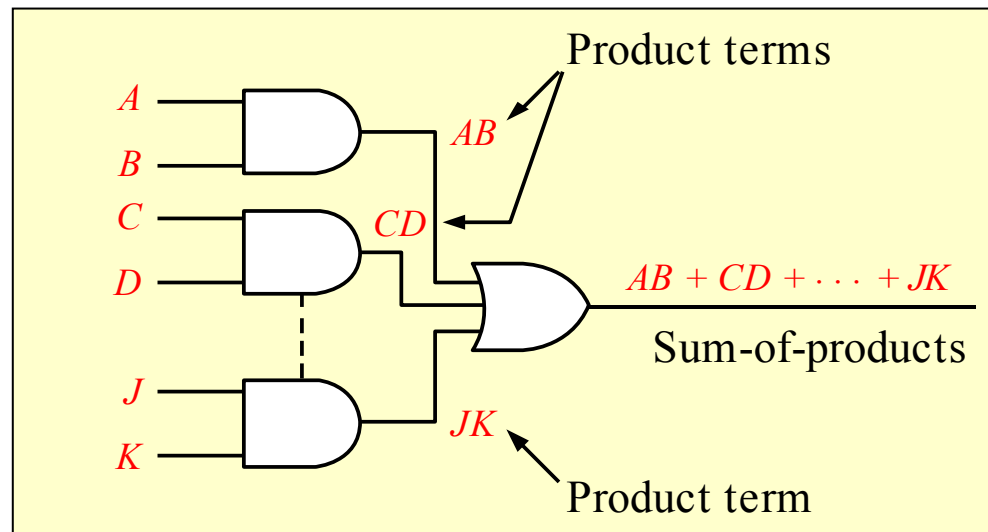 Product terms
A
AB
B
C
CD
D
AB + CD + · · · + JK
Sum-of-products
J
JK
K
Product term